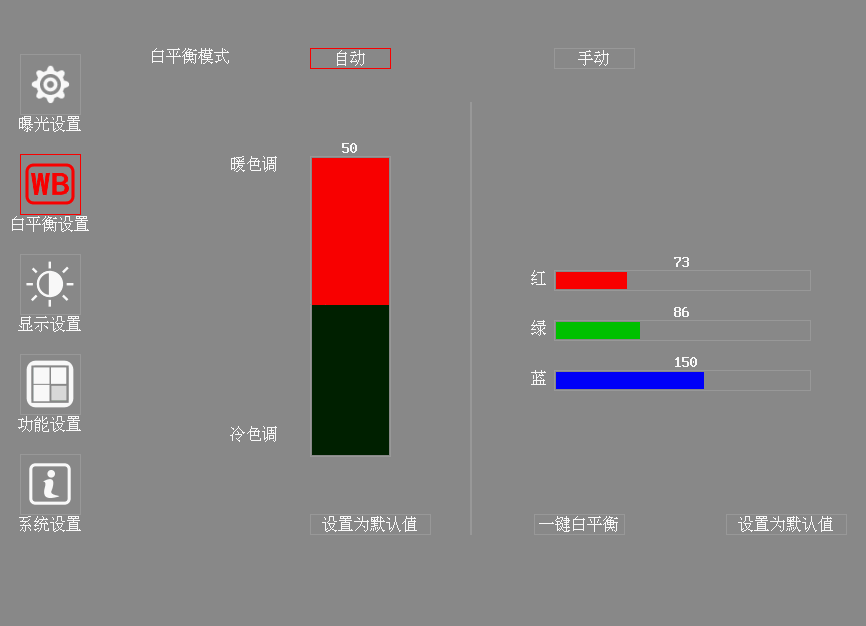 白平衡模式
自动
手动
曝光设置
WB
白平衡设置
显示设置
功能设置
系统设置
50
暖色调
冷色调
设置为默认值
73
红
86
绿
150
蓝
一键白平衡
设置为默认值